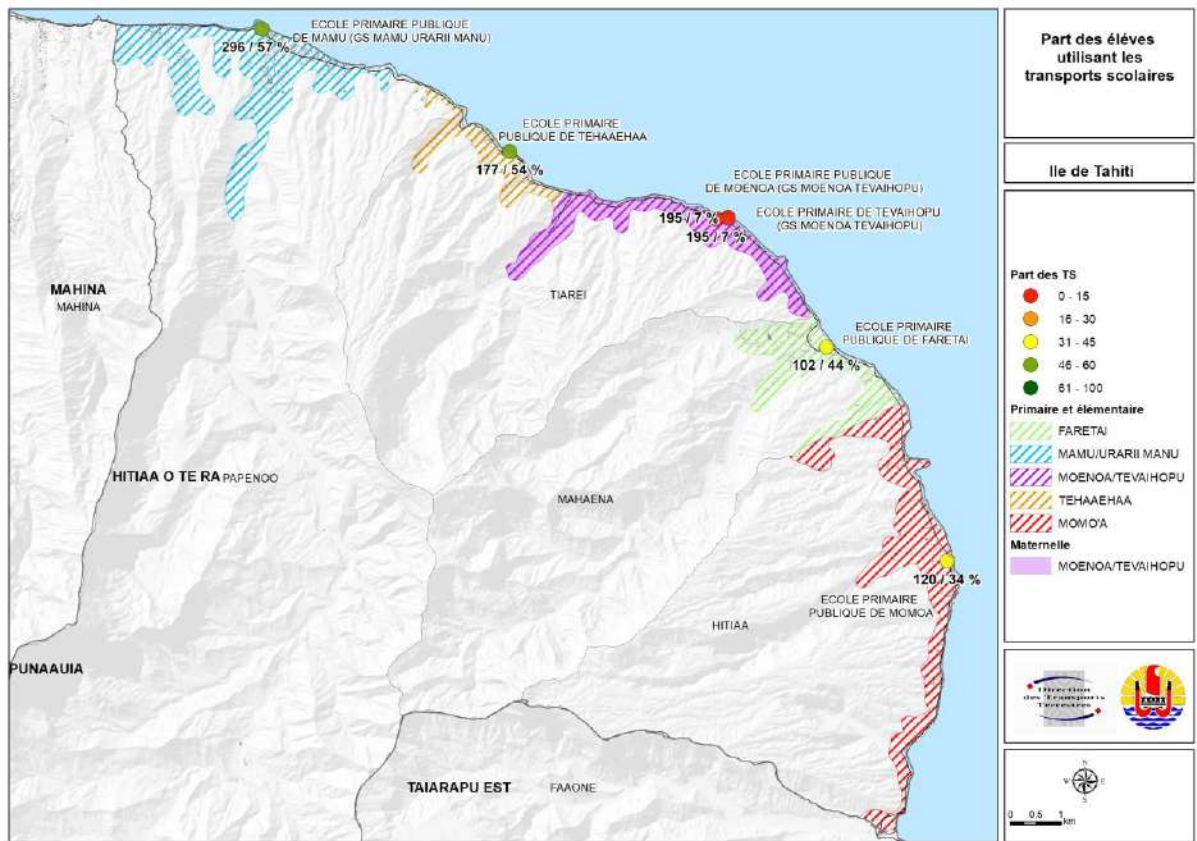 ECOLE PRIMAIRE PUBLIQUE
DE MAMU (GS MAMU URARII MANU)
296 / 57 %
ECOLE PRIMAIRE
PUBLIQUE DE TEHAAEHAA
177 / 54 %
ECOLE PRIMAIRE PUBLIQUE
DE MOENOA (GS MOENOA TEVAIHOPU)
195 / 7 %
ECOLE PRIMAIRE DE TEVAIHOPU
(GS MOENOA TEVAIHOPU)
195 / 7 %
MAHINA
MAHINA
TIAREI
ECOLE PRIMAIRE
PUBLIQUE DE FARETAI
102 / 44 %
HITIAA O TE RA PAPENOO
MAHAENA
120 / 34 %
ECOLE PRIMAIRE
PUBLIQUE DE MOMOA
HITIAA
PUNAAUIA
TAIARAPU EST FAAONE
Part des éléves
utilisant les
transports scolaires
Ile de Tahiti
Part des TS
0 - 15
16 - 30
31 - 45
46 - 60
61 - 100
Primaire et élémentaire
FARETAI
MAMU/URARII MANU
MOENOA/TEVAIHOPU
TEHAAEHAA
MOMO'A
Maternelle
MOENOA/TEVAIHOPU
Direction
des Transports
Terrestres
N
W E
S
0 0.5 1
km